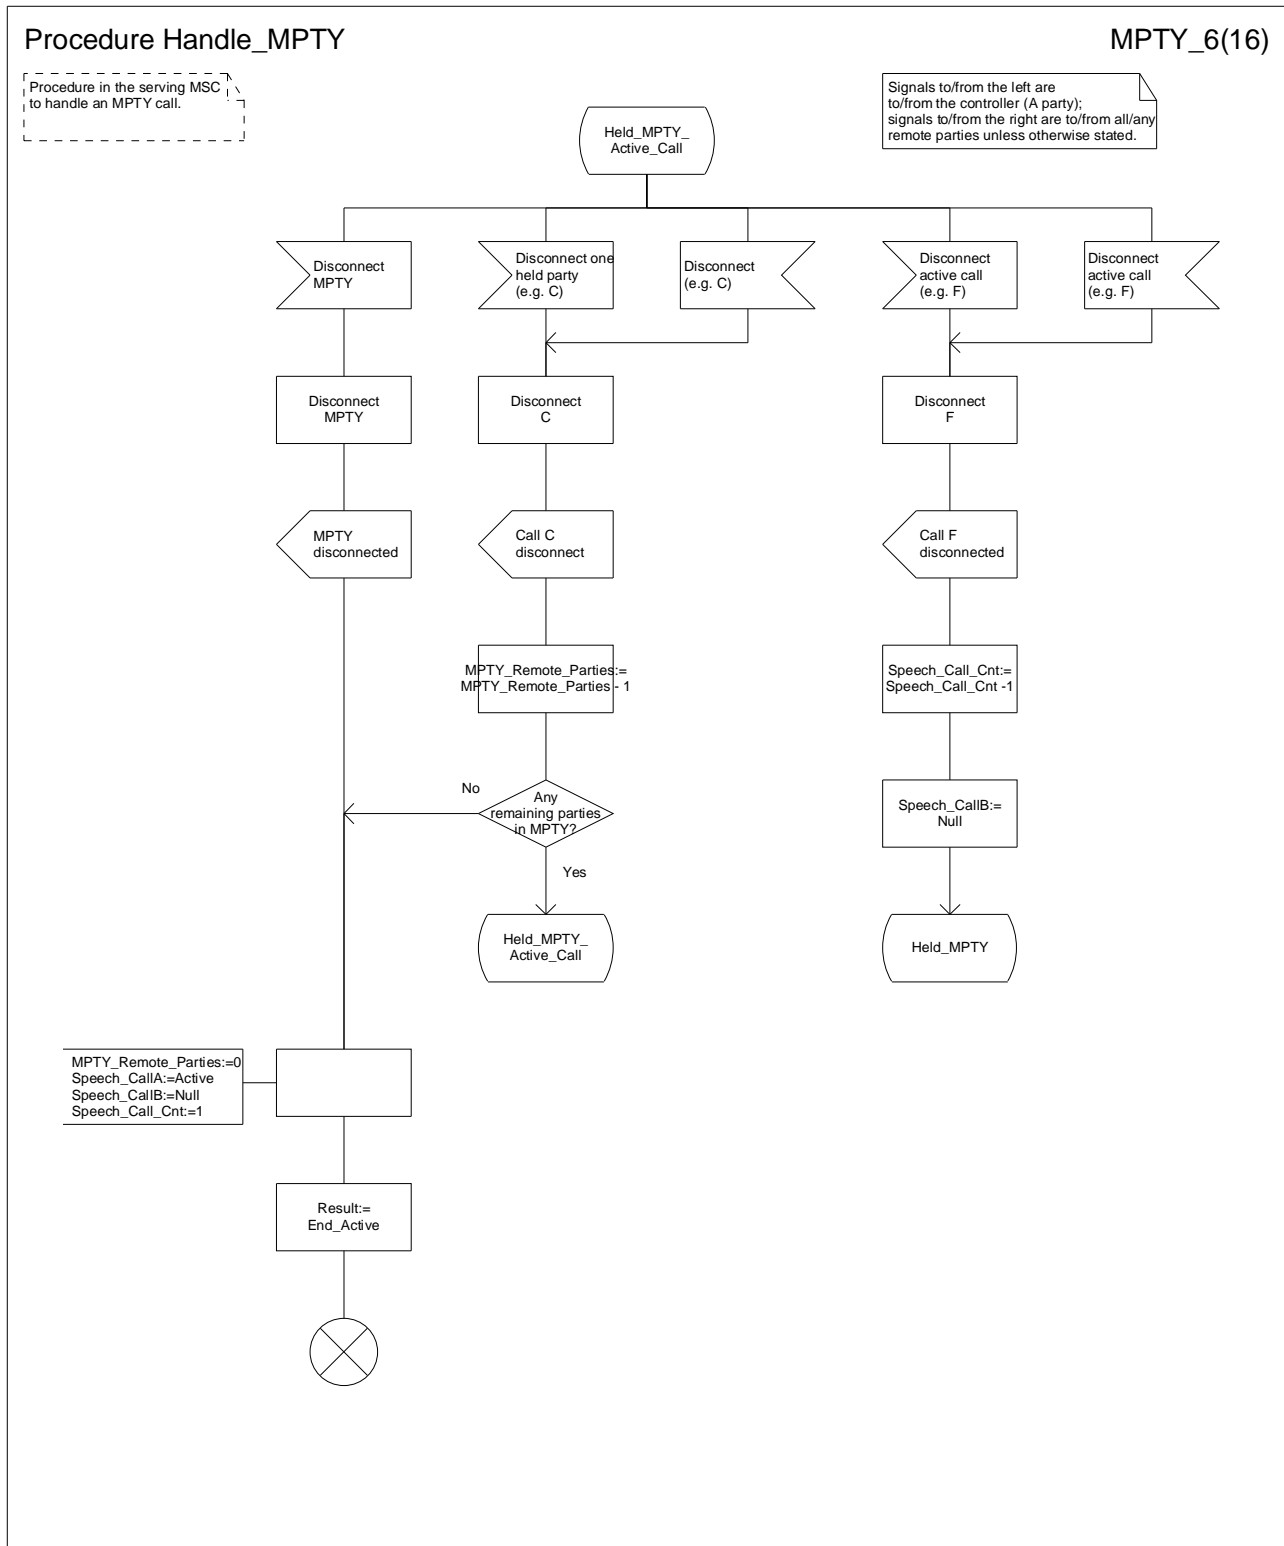 Procedure Handle_MPTY
MPTY_6(16)
Procedure in the serving MSC
to handle an MPTY call.
Signals to/from the left are
to/from the controller (A party);
signals to/from the right are to/from all/any
remote parties unless otherwise stated.
Held_MPTY_
Active_Call
Disconnect
MPTY
Disconnect one
held party
(e.g. C)
Disconnect
(e.g. C)
Disconnect
active call
(e.g. F)
Disconnect
active call
(e.g. F)
Disconnect
MPTY
Disconnect
C
Disconnect
F
MPTY
disconnected
Call C
disconnect
Call F
disconnected
MPTY_Remote_Parties:=
MPTY_Remote_Parties - 1
Speech_Call_Cnt:=
Speech_Call_Cnt -1
No
Any
remaining parties
in MPTY?
Speech_CallB:=
Null
Yes
Held_MPTY_
Active_Call
Held_MPTY
MPTY_Remote_Parties:=0
Speech_CallA:=Active
Speech_CallB:=Null
Speech_Call_Cnt:=1
Result:=
End_Active